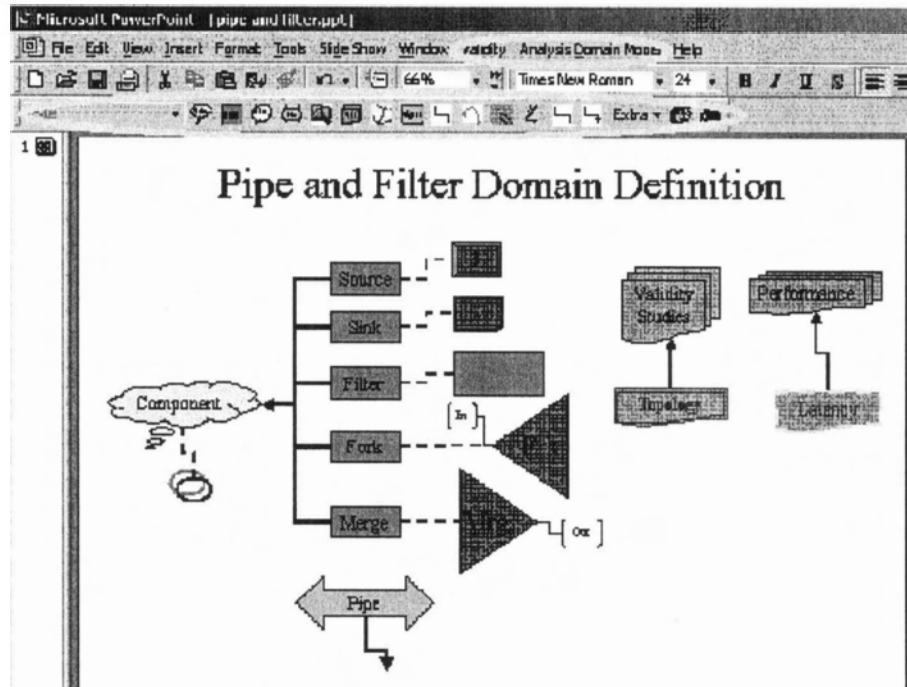 Microsoft PowerPoint - [pipe and filter.ppt]
File Edit View Insert Format Tools Slide Show Window validity Analysis Domain Help
66% Times New Roman 24 B I U S
Extra
1
Pipe and Filter Domain Definition
Source
Validity
Studies
Performance
Sink
Component
Filter
[In]
Topology
Latency
Fork
Merge
[Out]
Pipe